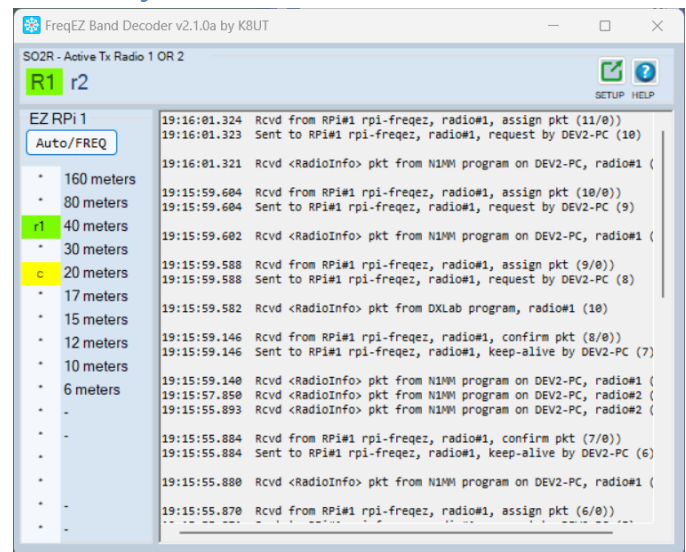 FreqEZ Band Decoder v2.1.0a by K8UT
SO2R - Active Tx Radio 1 OR 2
R1 r2
SETUP HELP
EZ RPi 1
Auto/FREQ
* 160 meters
* 80 meters
r1 40 meters
* 30 meters
c 20 meters
* 17 meters
* 15 meters
* 12 meters
* 10 meters
* 6 meters
* -
* -
*
* -
* -
19:16:01.324 Rcvd from RPi#1 rpi-freqez, radio#1, assign pkt (11/0))
19:16:01.323 Sent to RPi#1 rpi-freqez, radio#1, request by DEV2-PC (10)
19:16:01.321 Rcvd <RadioInfo> pkt from N1MM program on DEV2-PC, radio#1 (
19:15:59.604 Rcvd from RPi#1 rpi-freqez, radio#1, assign pkt (10/0))
19:15:59.604 Sent to RPi#1 rpi-freqez, radio#1, request by DEV2-PC (9)
19:15:59.602 Rcvd <RadioInfo> pkt from N1MM program on DEV2-PC, radio#1 (
19:15:59.588 Rcvd from RPi#1 rpi-freqez, radio#1, assign pkt (9/0))
19:15:59.588 Sent to RPi#1 rpi-freqez, radio#1, request by DEV2-PC (8)
19:15:59.582 Rcvd <RadioInfo> pkt from DXLab program, radio#1 (10)
19:15:59.146 Rcvd from RPi#1 rpi-freqez, radio#1, confirm pkt (8/0))
19:15:59.146 Sent to RPi#1 rpi-freqez, radio#1, keep-alive by DEV2-PC (7)
19:15:59.140 Rcvd <RadioInfo> pkt from N1MM program on DEV2-PC, radio#1 (
19:15:57.850 Rcvd <RadioInfo> pkt from N1MM program on DEV2-PC, radio#2 (
19:15:55.893 Rcvd <RadioInfo> pkt from N1MM program on DEV2-PC, radio#2 (
19:15:55.884 Rcvd from RPi#1 rpi-freqez, radio#1, confirm pkt (7/0))
19:15:55.884 Sent to RPi#1 rpi-freqez, radio#1, keep-alive by DEV2-PC (6)
19:15:55.880 Rcvd <RadioInfo> pkt from N1MM program on DEV2-PC, radio#1 (
19:15:55.870 Rcvd from RPi#1 rpi-freqez, radio#1, assign pkt (6/0))